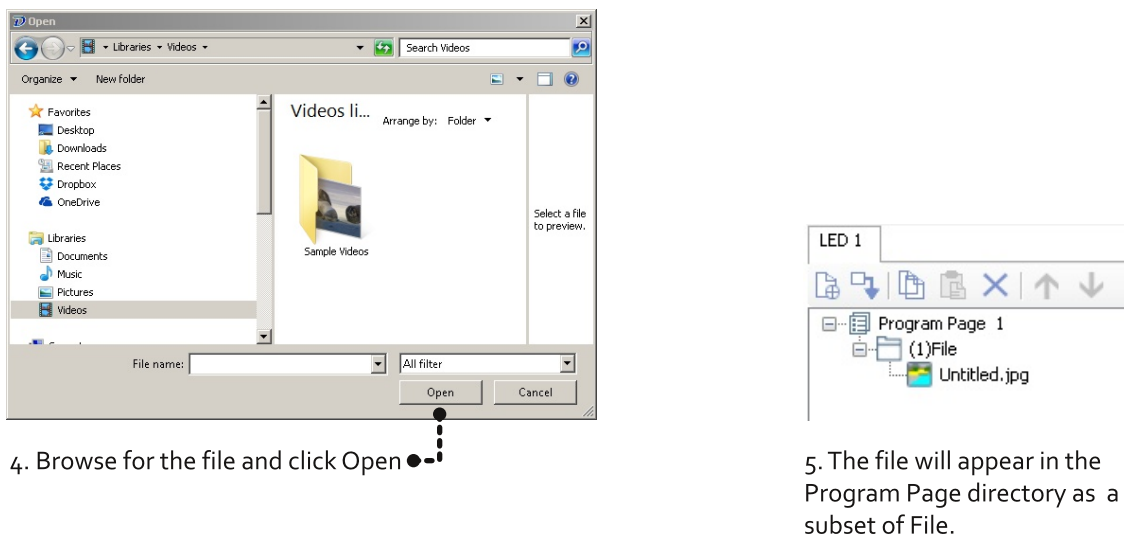 Open
Libraries Videos
Search Videos
Organize New folder
Favorites
Desktop
Downloads
Recent Places
Dropbox
OneDrive
Libraries
Documents
Music
Pictures
Videos
Videos li...
Arrange by: Folder
Sample Videos
Select a file
to preview.
File name:
All filter
Open Cancel
4. Browse for the file and click Open
LED 1
Program Page 1
(1)File
Untitled.jpg
5. The file will appear in the
Program Page directory as a
subset of File.